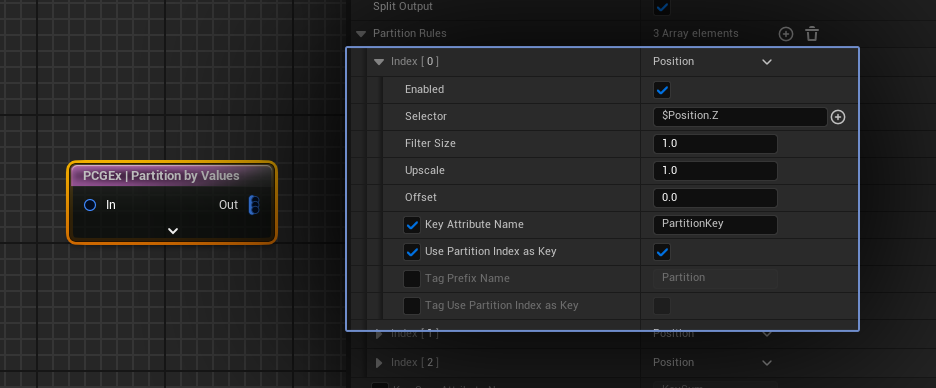 Split Output
Partition Rules 3 Array elements
Index [ 0 ] Position
Enabled
Selector $Position.Z
Filter Size 1.0
Upscale 1.0
Offset 0.0
Key Attribute Name PartitionKey
Use Partition Index as Key
Tag Prefix Name Partition
Tag Use Partition Index as Key
Index [ 1 ] Position
Index [ 2 ] Position
PCGEx | Partition by Values
In Out